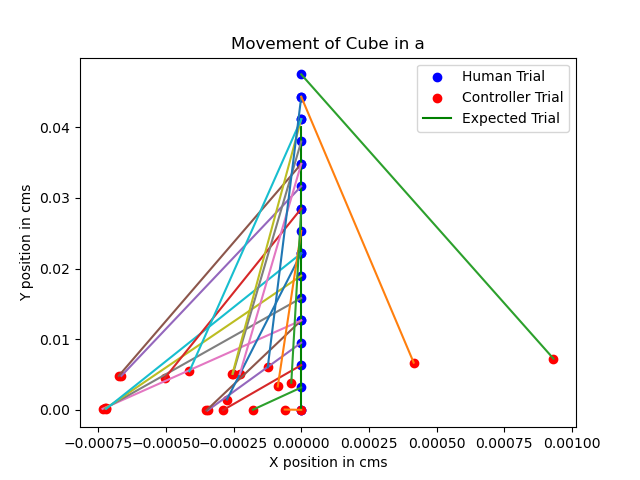 Movement of Cube in a
Human Trial
Controller Trial
Expected Trial
Y position in cms
0.04
0.03
0.02
0.01
0.00
−0.00075 −0.00050 −0.00025 0.00000 0.00025 0.00050 0.00075 0.00100
X position in cms